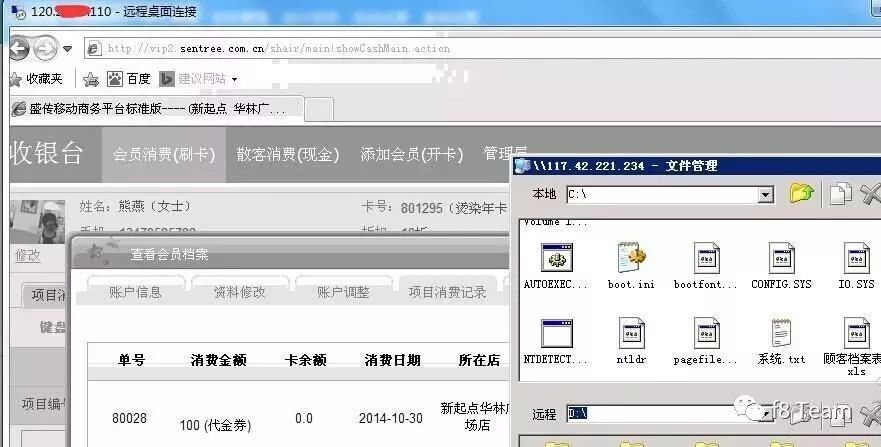 120.2 110 - 远程桌面连接
http://vip2.sentree.com.cn/shair/main!showCashMain.action
收藏夹 百度 建议网站
盛传移动商务平台标准版----(新起点 华林广...
收银台 会员消费(刷卡) 散客消费(现金) 添加会员(开卡) 管理层
\\117.42.221.234 - 文件管理
本地 C:\
姓名: 熊燕（女士） 卡号: 801295（烫染年卡
修改
查看会员档案
账户信息 资料修改 账户调整 项目消费记录
项目消
键盘
AUTOEXEC... boot.ini bootfont... CONFIG.SYS IO.SYS
NTDETECT... ntldr pagefile... 系统.txt 顾客档案表
xls
单号 消费金额 卡余额 消费日期 所在店
项目编号
80028 100 (代金券) 0.0 2014-10-30 新起点华林广
场店
远程 D:\
f8 Team